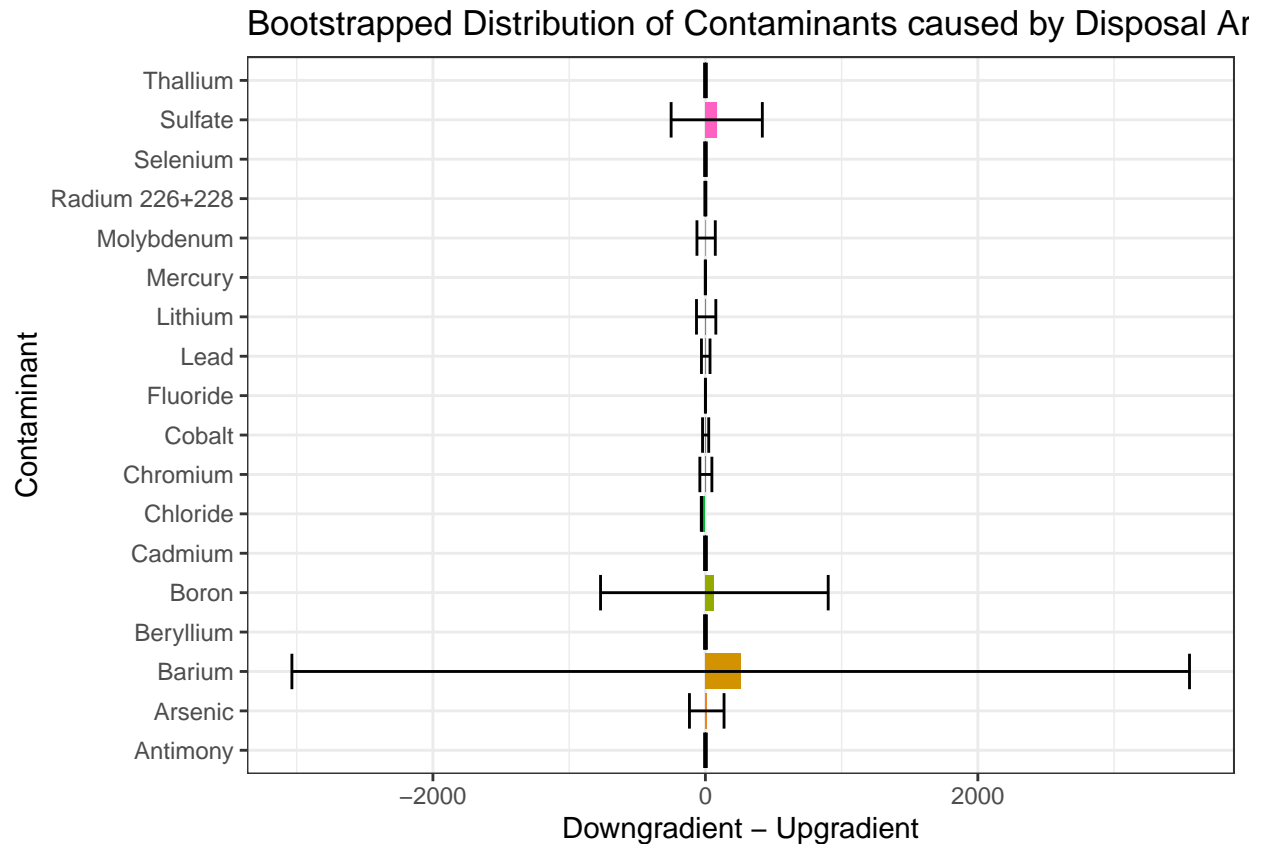 Bootstrapped Distribution of Contaminants caused by Disposal Ar
Thallium
Sulfate
Selenium
Radium 226+228
Molybdenum
Mercury
Lithium
Lead
Fluoride
Cobalt
Chromium
Chloride
Cadmium
Boron
Beryllium
Barium
Arsenic
Antimony
Contaminant
−2000 0 2000
Downgradient − Upgradient